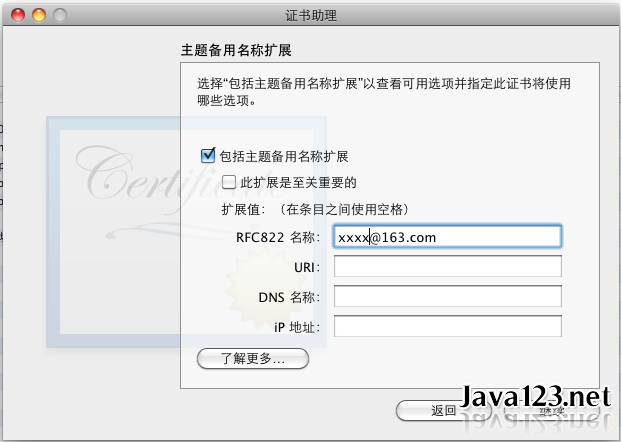 证书助理
主题备用名称扩展
选择“包括主题备用名称扩展”以查看可用选项并指定此证书将使用
哪些选项。
Certificate
包括主题备用名称扩展
此扩展是至关重要的
扩展值：（在条目之间使用空格）
RFC822 名称： xxxx@163.com
URI：
DNS 名称：
iP 地址：
了解更多...
返回
继续
Java123.net